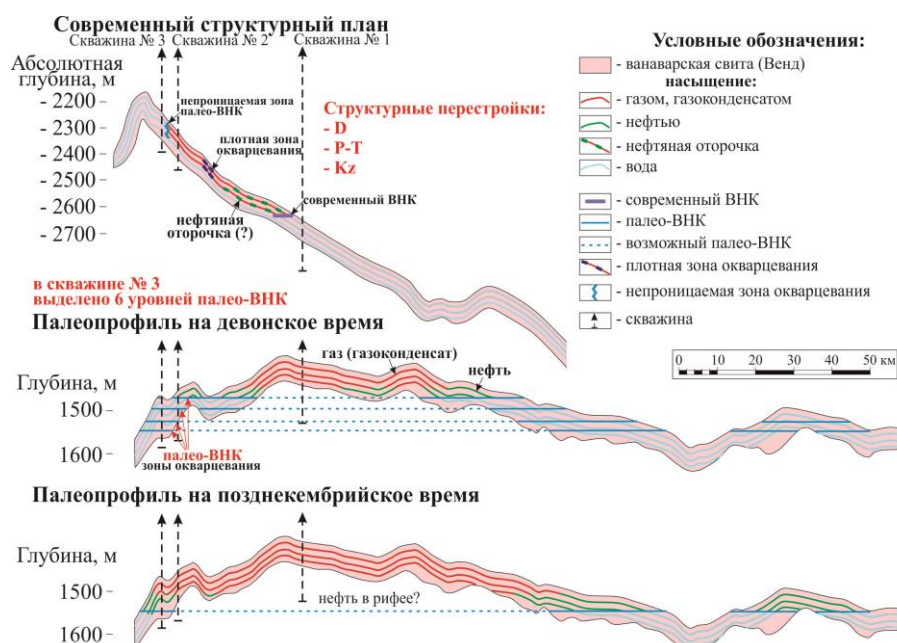 Современный структурный план
Скважина № 3 Скважина № 2 Скважина № 1
Абсолютная
глубина, м
- 2200
- 2300
- 2400
- 2500
- 2600
- 2700
непроницаемая зона
палео-ВНК
плотная зона
окварцевания
нефтяная
оторочка (?)
современный ВНК
Структурные перестройки:
- D
- P-T
- Kz
в скважине № 3
выделено 6 уровней палео-ВНК
Условные обозначения:
- ванаварская свита (Венд)
насыщение:
- газом, газоконденсатом
- нефтью
- нефтяная оторочка
- вода
- современный ВНК
- палео-ВНК
- возможный палео-ВНК
- плотная зона окварцевания
- непроницаемая зона окварцевания
- скважина
0 10 20 30 40 50 км
Палеопрофиль на девонское время
Глубина, м
1500
1600
газ (газоконденсат)
нефть
палео-ВНК
зоны окварцевания
Палеопрофиль на позднекембрийское время
Глубина, м
1500
1600
нефть в рифее?